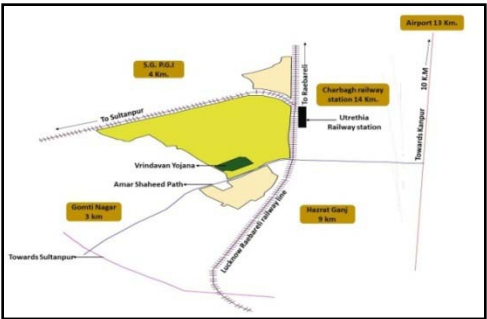 Airport 13 Km.
S.G. P.G.I
4 Km.
To Raebareli
Charbagh railway
station 14 Km.
10 K.M
To Sultanpur
Utrethia
Railway station
Towards Kanpur
Vrindavan Yojana
Amar Shaheed Path
Gomti Nagar
3 km
Hazrat Ganj
9 km
Lucknow Raebareli railway line
Towards Sultanpur